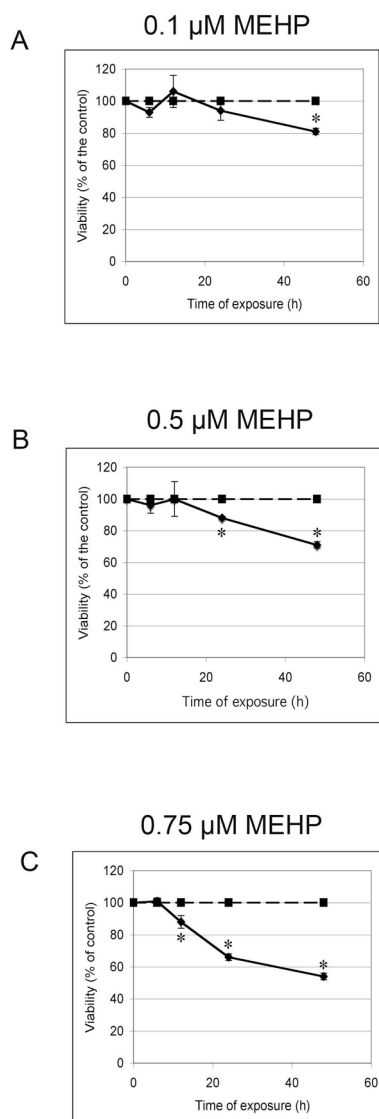 A
0.1 µM MEHP
Viability (% of the control)
120
100
80
60
40
20
0
*
0 20 40 60
Time of exposure (h)
B
0.5 µM MEHP
Viability (% of the control)
120
100
80
60
40
20
0
* *
0 20 40 60
Time of exposure (h)
C
0.75 µM MEHP
Viability (% of control)
120
100
80
60
40
20
0
* * *
0 20 40 60
Time of exposure (h)